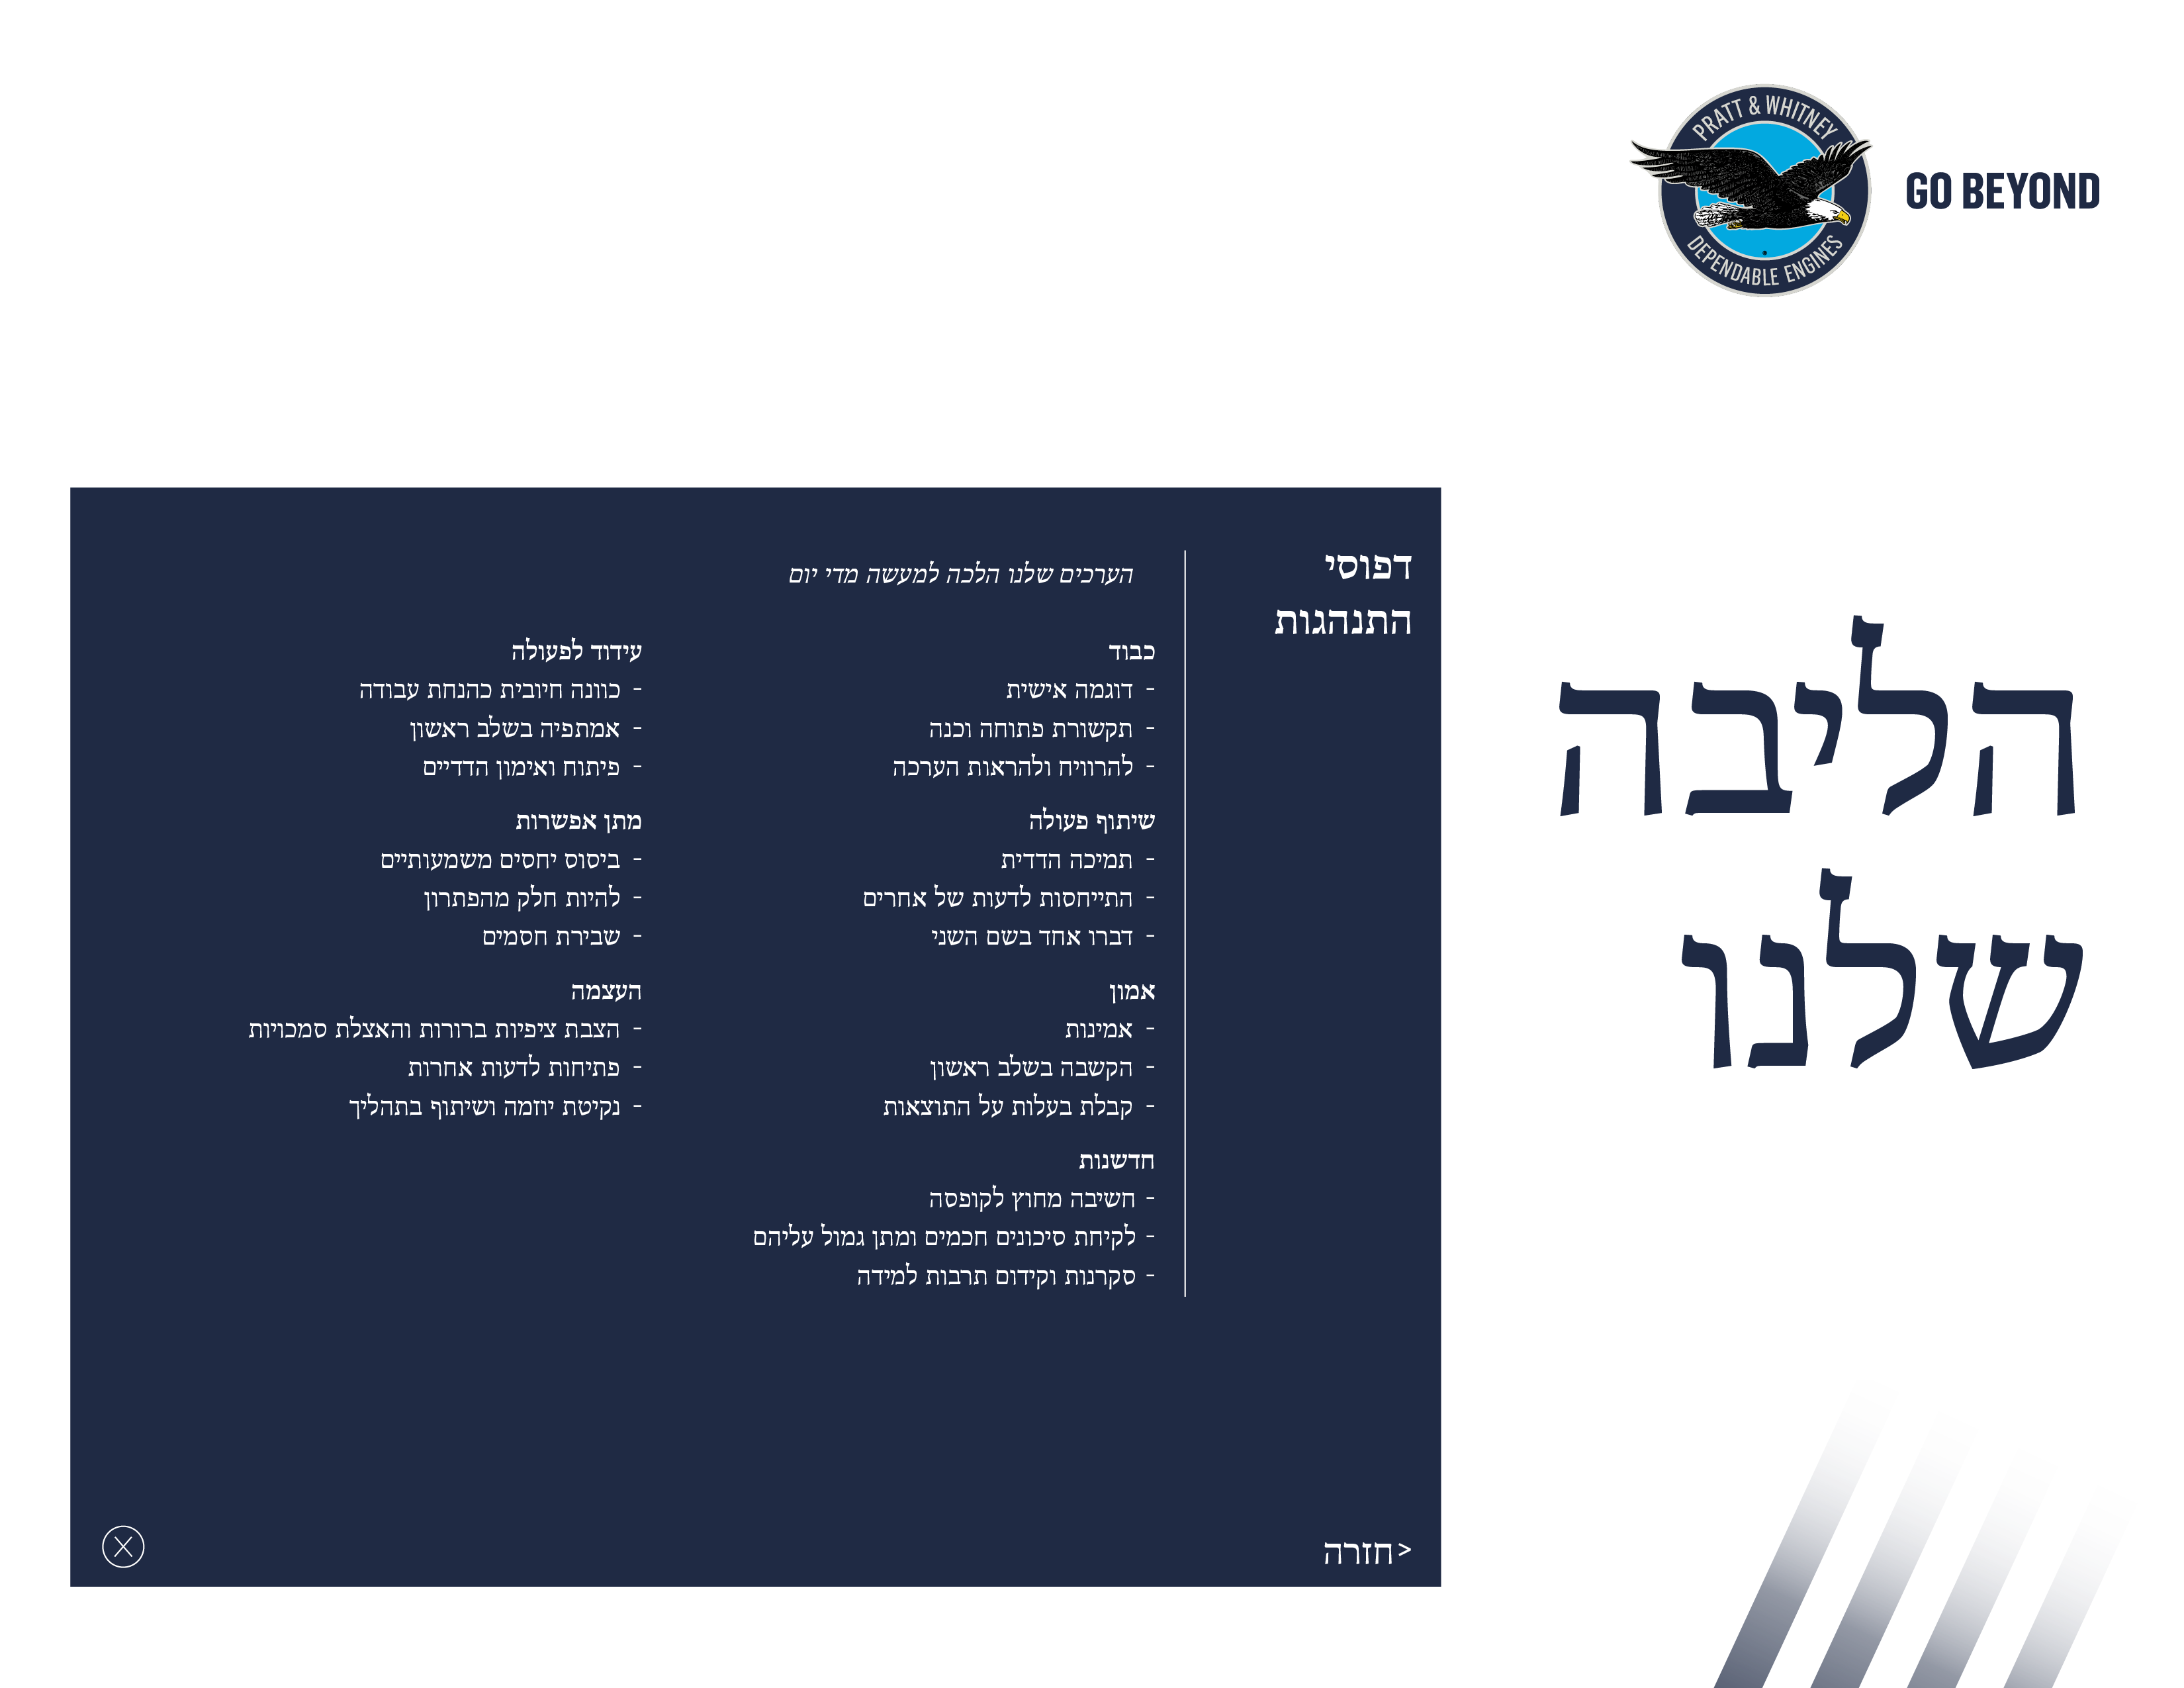 PRATT & WHITNEY
DEPENDABLE ENGINES
GO BEYOND
הליבה
שלנו
דפוסי
התנהגות
הערכים שלנו הלכה למעשה מדי יום
כבוד
- דוגמה אישית
- תקשורת פתוחה וכנה
- להרוויח ולהראות הערכה
שיתוף פעולה
- תמיכה הדדית
- התייחסות לדעות של אחרים
- דברו אחד בשם השני
אמון
- אמינות
- הקשבה בשלב ראשון
- קבלת בעלות על התוצאות
חדשנות
- חשיבה מחוץ לקופסה
- לקיחת סיכונים חכמים ומתן גמול עליהם
- סקרנות וקידום תרבות למידה
עידוד לפעולה
- כוונה חיובית כהנחת עבודה
- אמתפיה בשלב ראשון
- פיתוח ואימון הדדיים
מתן אפשרות
- ביסוס יחסים משמעותיים
- להיות חלק מהפתרון
- שבירת חסמים
העצמה
- הצבת ציפיות ברורות והאצלת סמכויות
- פתיחות לדעות אחרות
- נקיטת יוזמה ושיתוף בתהליך
>חזרה
X